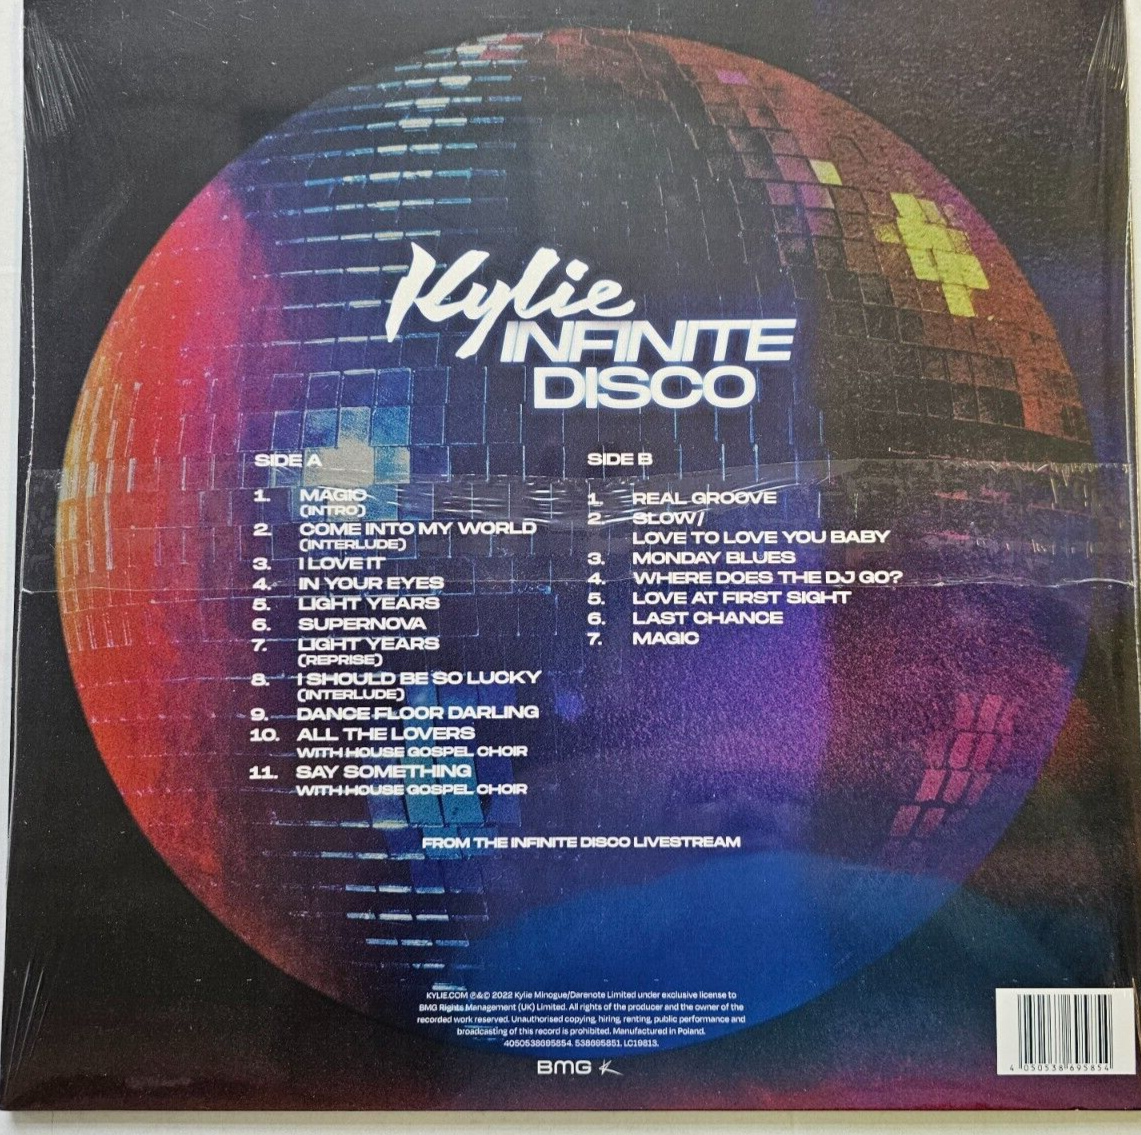 Kylie
INFINITE
DISCO
SIDE A
1. MAGIC
(INTRO)
2. COME INTO MY WORLD
(INTERLUDE)
3. I LOVE IT
4. IN YOUR EYES
5. LIGHT YEARS
6. SUPERNOVA
7. LIGHT YEARS
(REPRISE)
8. I SHOULD BE SO LUCKY
(INTERLUDE)
9. DANCE FLOOR DARLING
10. ALL THE LOVERS
WITH HOUSE GOSPEL CHOIR
11. SAY SOMETHING
WITH HOUSE GOSPEL CHOIR
SIDE B
1. REAL GROOVE
2. SLOW/
LOVE TO LOVE YOU BABY
3. MONDAY BLUES
4. WHERE DOES THE DJ GO?
5. LOVE AT FIRST SIGHT
6. LAST CHANCE
7. MAGIC
FROM THE INFINITE DISCO LIVESTREAM
KYLIE.COM ℗&© 2022 Kylie Minogue/Darenote Limited under exclusive license to
BMG Rights Management (UK) Limited. All rights of the producer and the owner of the
recorded work reserved. Unauthorised copying, hiring, renting, public performance and
broadcasting of this record is prohibited. Manufactured in Poland.
4050538695854. 538695851. LC19813.
BMG K
4 050538 695854